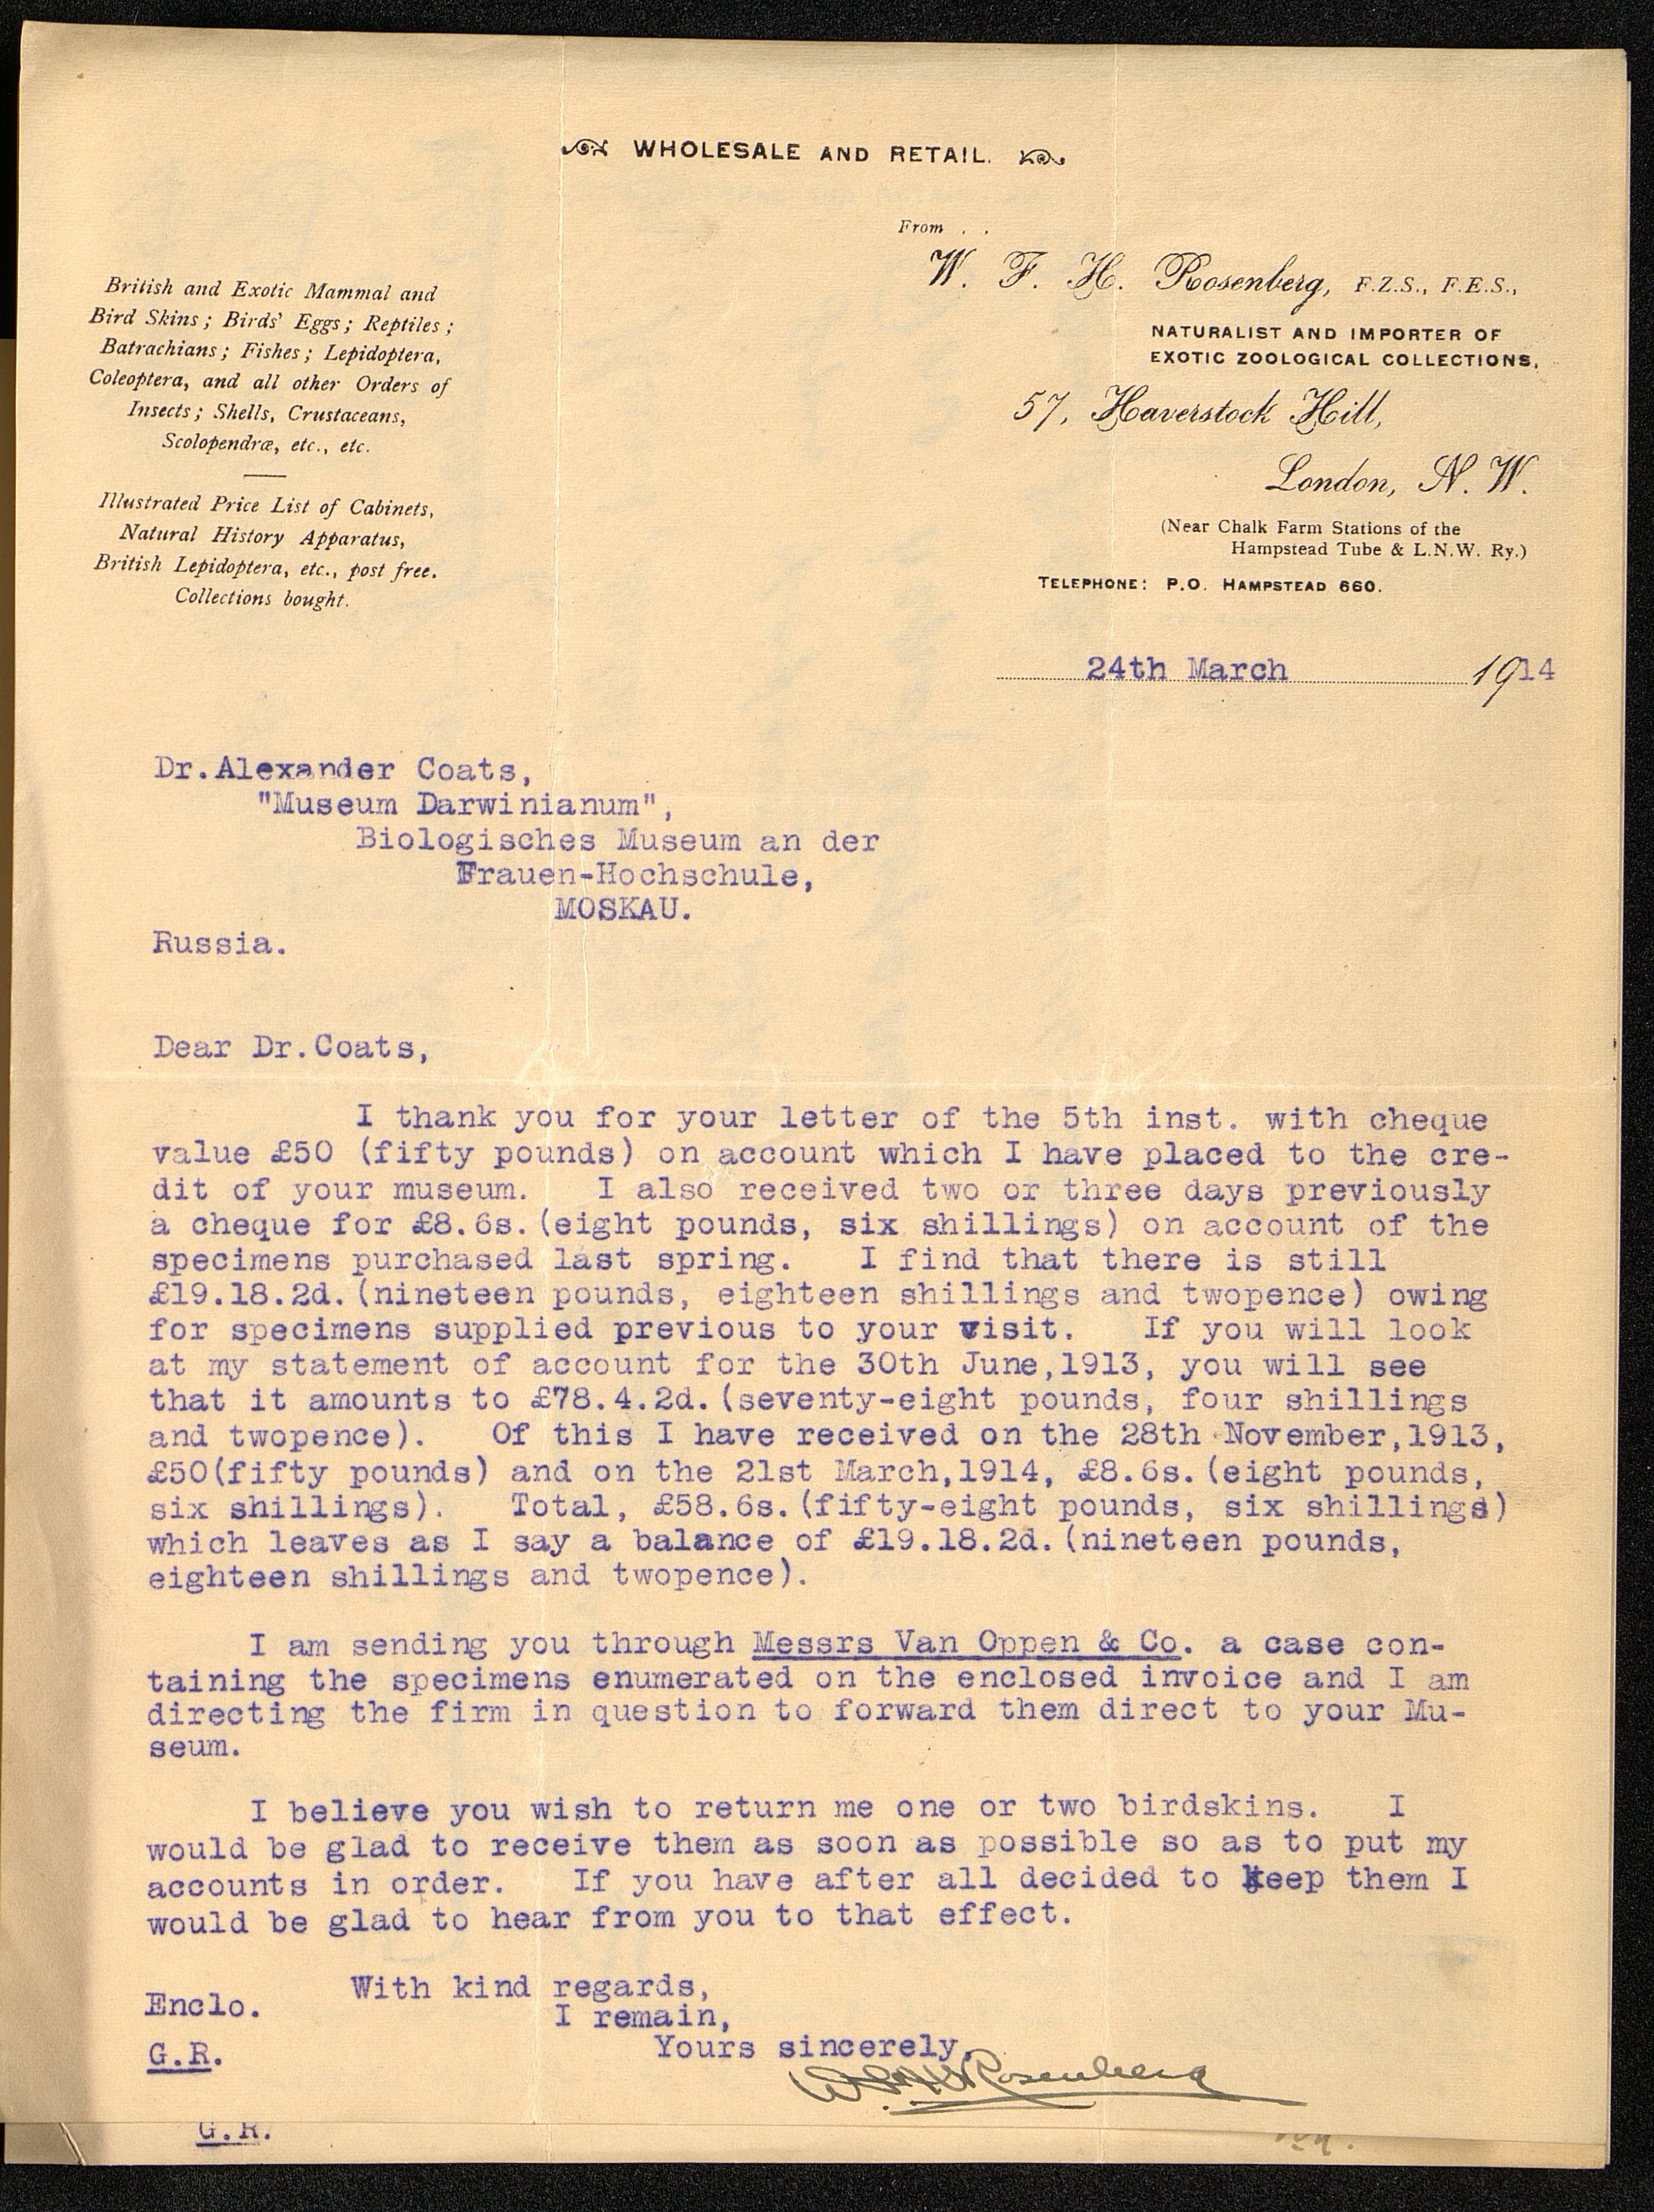 WHOLESALE AND RETAIL.
From . .
W. F. H. Rosenberg, F.Z.S., F.E.S.,
NATURALIST AND IMPORTER OF
EXOTIC ZOOLOGICAL COLLECTIONS,
57, Haverstock Hill,
London, N. W.
(Near Chalk Farm Stations of the
Hampstead Tube & L.N.W. Ry.)
TELEPHONE: P.O. HAMPSTEAD 660.
British and Exotic Mammal and
Bird Skins; Birds' Eggs; Reptiles;
Batrachians; Fishes; Lepidoptera,
Coleoptera, and all other Orders of
Insects; Shells, Crustaceans,
Scolopendræ, etc., etc.
Illustrated Price List of Cabinets,
Natural History Apparatus,
British Lepidoptera, etc., post free.
Collections bought.
24th March 1914
Dr.Alexander Coats,
"Museum Darwinianum",
Biologisches Museum an der
Frauen-Hochschule,
MOSKAU.
Russia.
Dear Dr.Coats,
I thank you for your letter of the 5th inst. with cheque
value £50 (fifty pounds) on account which I have placed to the cre-
dit of your museum. I also received two or three days previously
a cheque for £8.6s.(eight pounds, six shillings) on account of the
specimens purchased last spring. I find that there is still
£19.18.2d.(nineteen pounds, eighteen shillings and twopence) owing
for specimens supplied previous to your visit. If you will look
at my statement of account for the 30th June,1913, you will see
that it amounts to £78.4.2d.(seventy-eight pounds, four shillings
and twopence). Of this I have received on the 28th November,1913,
£50(fifty pounds) and on the 21st March,1914, £8.6s.(eight pounds,
six shillings). Total, £58.6s.(fifty-eight pounds, six shillings)
which leaves as I say a balance of £19.18.2d.(nineteen pounds,
eighteen shillings and twopence).
I am sending you through Messrs Van Oppen & Co. a case con-
taining the specimens enumerated on the enclosed invoice and I am
directing the firm in question to forward them direct to your Mu-
seum.
I believe you wish to return me one or two birdskins. I
would be glad to receive them as soon as possible so as to put my
accounts in order. If you have after all decided to keep them I
would be glad to hear from you to that effect.
With kind regards,
Enclo.
I remain,
G.R.
Yours sincerely,
W.F.H. Rosenberg
G.R.